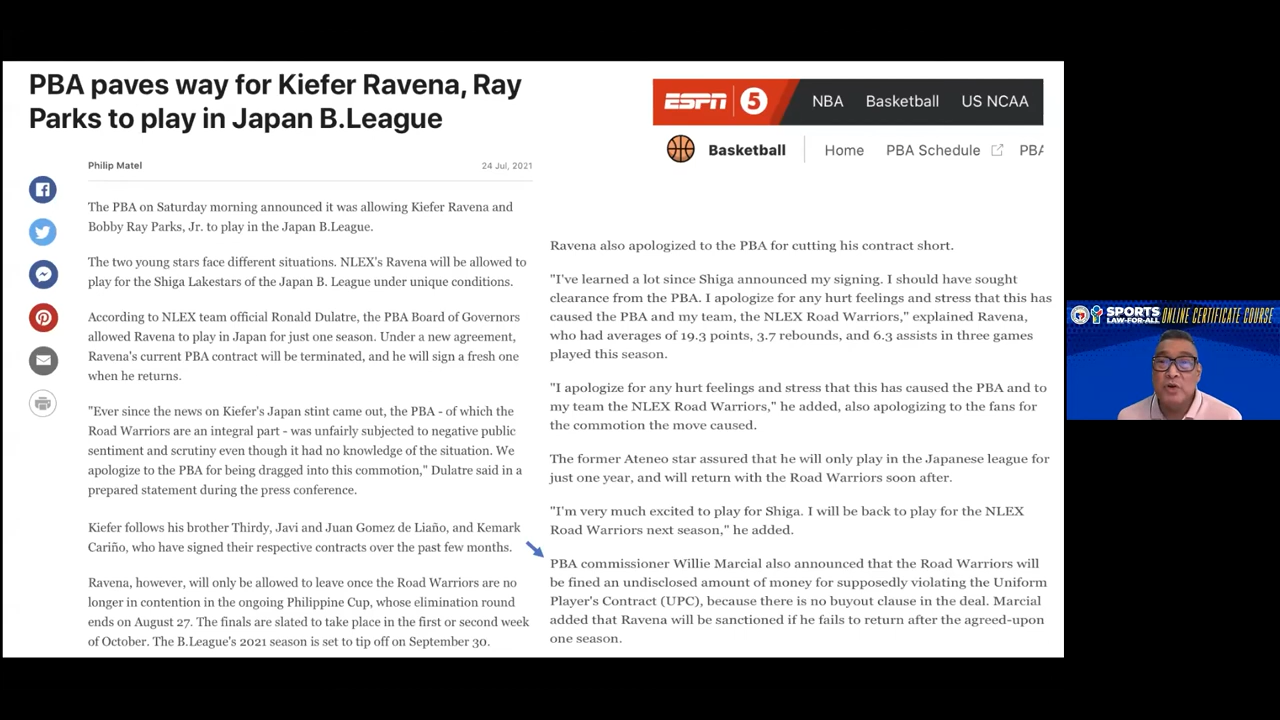 PBA paves way for Kiefer Ravena, Ray
Parks to play in Japan B.League
Philip Matel
24 Jul, 2021
The PBA on Saturday morning announced it was allowing Kiefer Ravena and
Bobby Ray Parks, Jr. to play in the Japan B.League.
The two young stars face different situations. NLEX's Ravena will be allowed to
play for the Shiga Lakestars of the Japan B. League under unique conditions.
According to NLEX team official Ronald Dulatre, the PBA Board of Governors
allowed Ravena to play in Japan for just one season. Under a new agreement,
Ravena's current PBA contract will be terminated, and he will sign a fresh one
when he returns.
"Ever since the news on Kiefer's Japan stint came out, the PBA - of which the
Road Warriors are an integral part - was unfairly subjected to negative public
sentiment and scrutiny even though it had no knowledge of the situation. We
apologize to the PBA for being dragged into this commotion," Dulatre said in a
prepared statement during the press conference.
Kiefer follows his brother Thirdy, Javi and Juan Gomez de Liaño, and Kemark
Cariño, who have signed their respective contracts over the past few months.
Ravena, however, will only be allowed to leave once the Road Warriors are no
longer in contention in the ongoing Philippine Cup, whose elimination round
ends on August 27. The finals are slated to take place in the first or second week
of October. The B.League's 2021 season is set to tip off on September 30.
ESPN 5 NBA Basketball US NCAA
Basketball Home PBA Schedule PBA
Ravena also apologized to the PBA for cutting his contract short.
"I've learned a lot since Shiga announced my signing. I should have sought
clearance from the PBA. I apologize for any hurt feelings and stress that this has
caused the PBA and my team, the NLEX Road Warriors," explained Ravena,
who had averages of 19.3 points, 3.7 rebounds, and 6.3 assists in three games
played this season.
"I apologize for any hurt feelings and stress that this has caused the PBA and to
my team the NLEX Road Warriors," he added, also apologizing to the fans for
the commotion the move caused.
The former Ateneo star assured that he will only play in the Japanese league for
just one year, and will return with the Road Warriors soon after.
"I'm very much excited to play for Shiga. I will be back to play for the NLEX
Road Warriors next season," he added.
PBA commissioner Willie Marcial also announced that the Road Warriors will
be fined an undisclosed amount of money for supposedly violating the Uniform
Player's Contract (UPC), because there is no buyout clause in the deal. Marcial
added that Ravena will be sanctioned if he fails to return after the agreed-upon
one season.
SPORTS
LAW-FOR-ALL
ONLINE CERTIFICATE COURSE